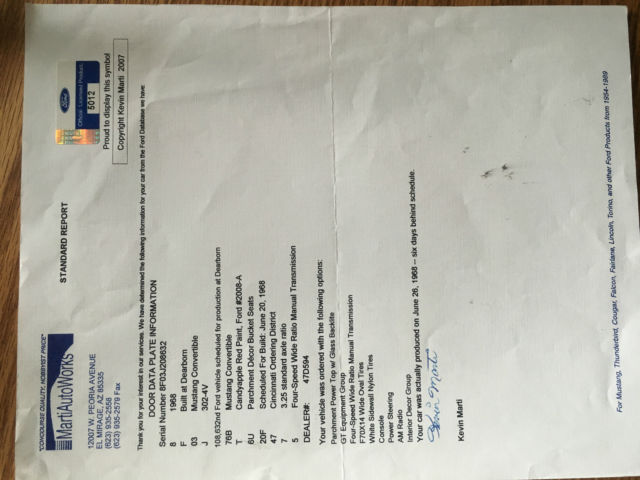 "CONCOURSE QUALITY, HOBBYIST PRICE"
MartiAutoWorks
12007 W. PEORIA AVENUE
EL MIRAGE, AZ 85335
(623) 935-2558
(623) 935-2579 Fax
STANDARD REPORT
Ford
Official Licensed Product
5012
Proud to display this symbol
Copyright Kevin Marti 2007
Thank you for your interest in our services. We have determined the following information for your car from the Ford Database we have:
DOOR DATA PLATE INFORMATION
Serial Number 8F03J208632
8 1968
F Built at Dearborn
03 Mustang Convertible
J 302-4V
108,632nd Ford vehicle scheduled for production at Dearborn
76B Mustang Convertible
T Candyapple Red Paint, Ford #2008-A
6U Parchment Décor Bucket Seats
20F Scheduled For Build: June 20, 1968
47 Cincinnati Ordering District
7 3.25 standard axle ratio
5 Four-Speed Wide Ratio Manual Transmission
DEALER#: 47D594
Your vehicle was ordered with the following options:
Parchment Power Top w/ Glass Backlite
GT Equipment Group
Four-Speed Wide Ratio Manual Transmission
F70X14 Wide Oval Tires
White Sidewall Nylon Tires
Console
Power Steering
AM Radio
Interior Decor Group
Your car was actually produced on June 26, 1968 -- six days behind schedule.
Kevin Marti
Kevin Marti
For Mustang, Thunderbird, Cougar, Falcon, Fairlane, Lincoln, Torino, and other Ford Products from 1954-1989